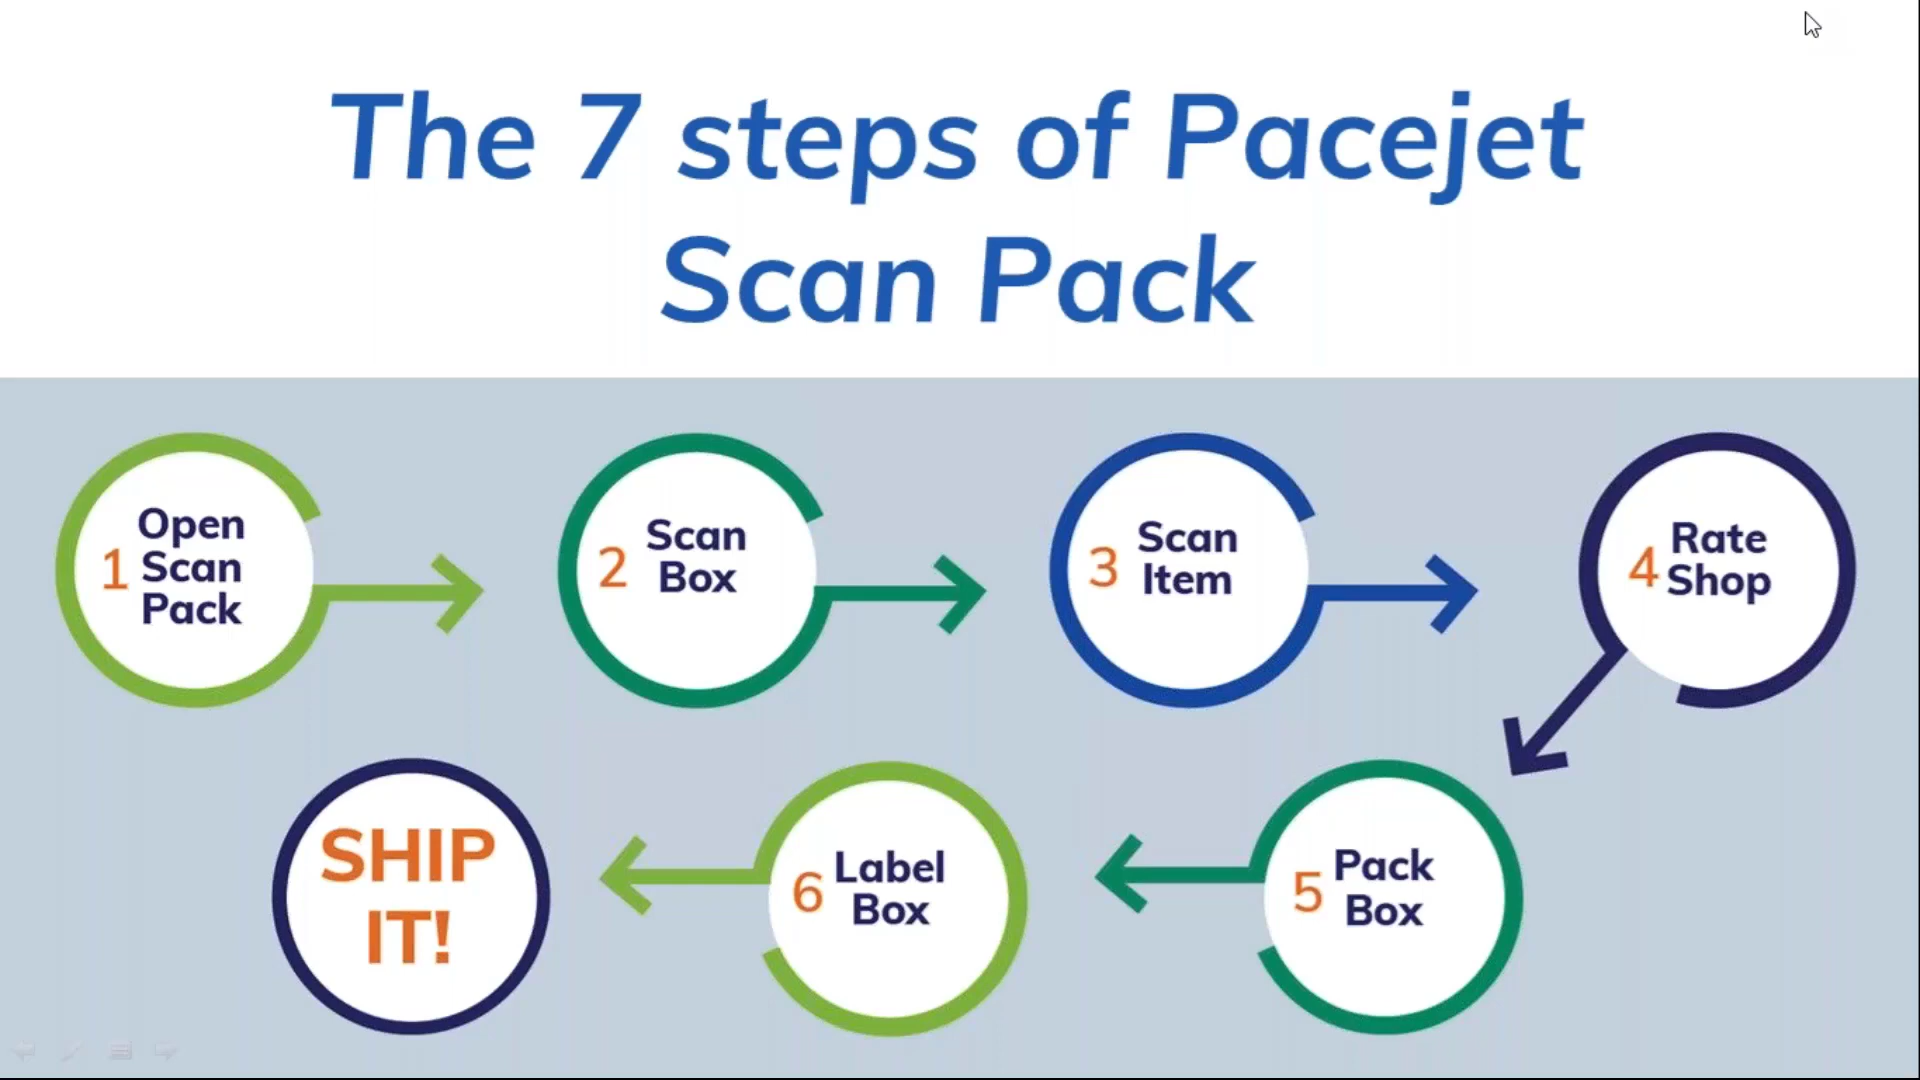 The 7 steps of Pacejet
Scan Pack
1
Open
Scan
Pack
2
Scan
Box
3
Scan
Item
4
Rate
Shop
5
Pack
Box
6
Label
Box
SHIP
IT!